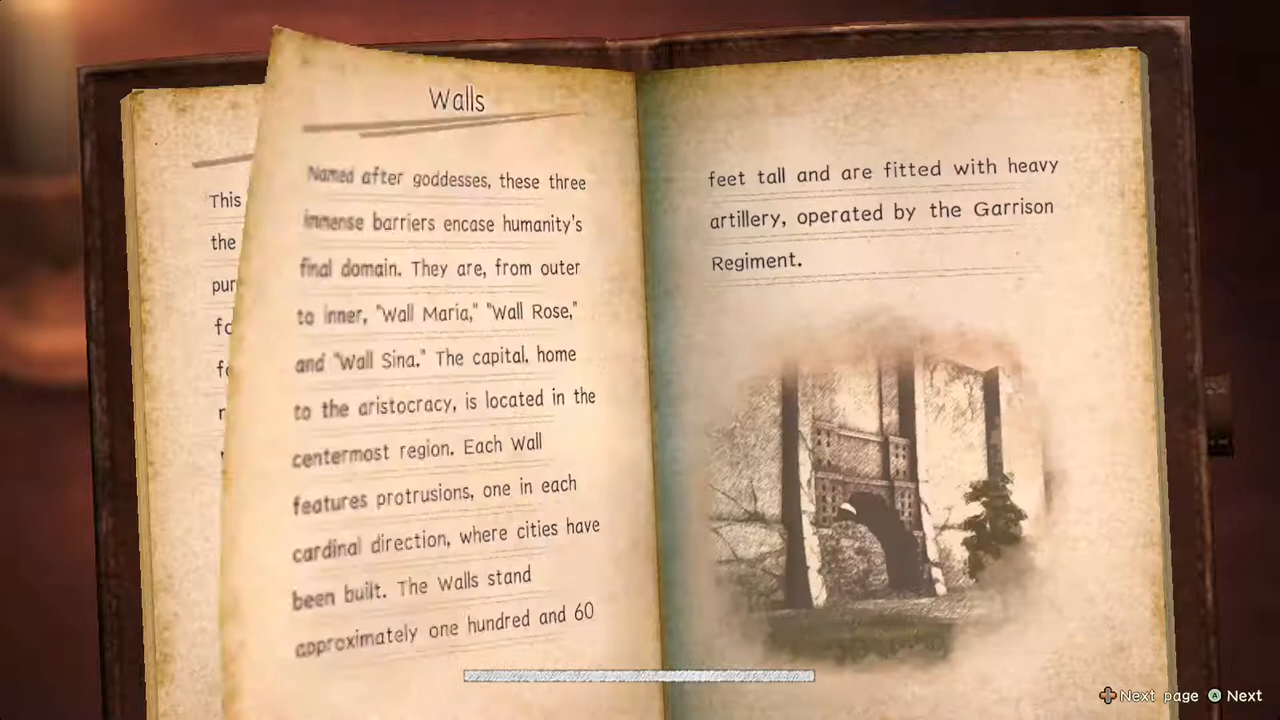 Walls
This
the
pur
Named after goddesses, these three
immense barriers encase humanity's
final domain. They are, from outer
to inner, "Wall Maria," "Wall Rose,"
and "Wall Sina." The capital, home
to the aristocracy, is located in the
centermost region. Each Wall
features protrusions, one in each
cardinal direction, where cities have
been built. The Walls stand
approximately one hundred and 60
feet tall and are fitted with heavy
artillery, operated by the Garrison
Regiment.
Next page A Next